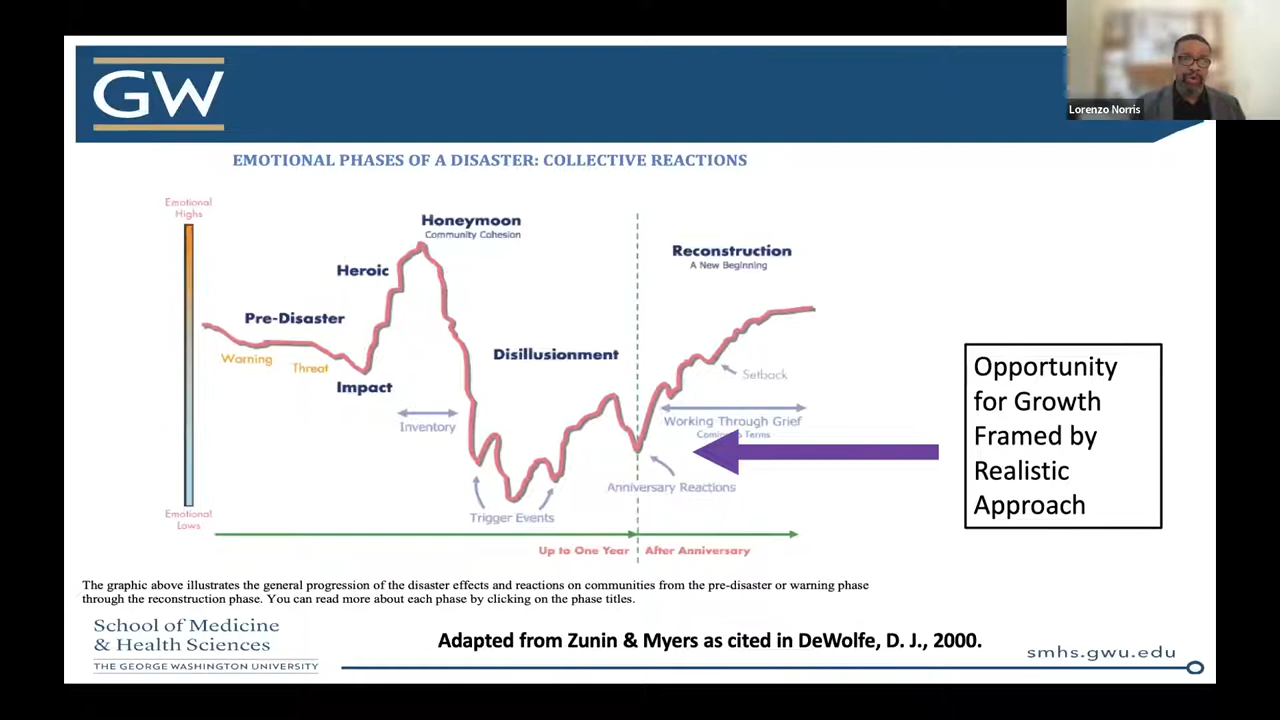 GW
Lorenzo Norris
EMOTIONAL PHASES OF A DISASTER: COLLECTIVE REACTIONS
Emotional
Highs
Honeymoon
Community Cohesion
Reconstruction
A New Beginning
Heroic
Pre-Disaster
Warning
Threat
Disillusionment
Impact
Setback
Inventory
Working Through Grief
Terms
Anniversary Reactions
Trigger Events
Emotional
Lows
Up to One Year
After Anniversary
Opportunity
for Growth
Framed by
Realistic
Approach
The graphic above illustrates the general progression of the disaster effects and reactions on communities from the pre-disaster or warning phase
through the reconstruction phase. You can read more about each phase by clicking on the phase titles.
School of Medicine
& Health Sciences
THE GEORGE WASHINGTON UNIVERSITY
Adapted from Zunin & Myers as cited in DeWolfe, D. J., 2000.
smhs.gwu.edu